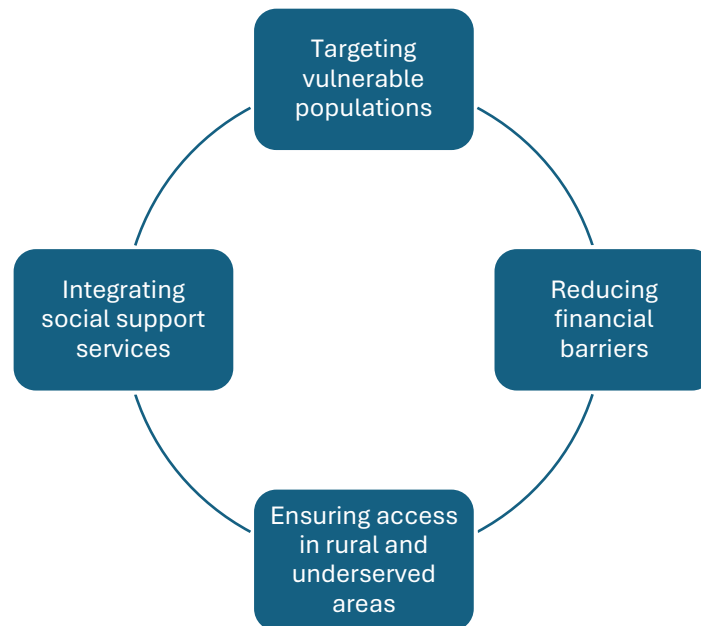 Targeting
vulnerable
populations
Reducing
financial
barriers
Ensuring access
in rural and
underserved
areas
Integrating
social support
services